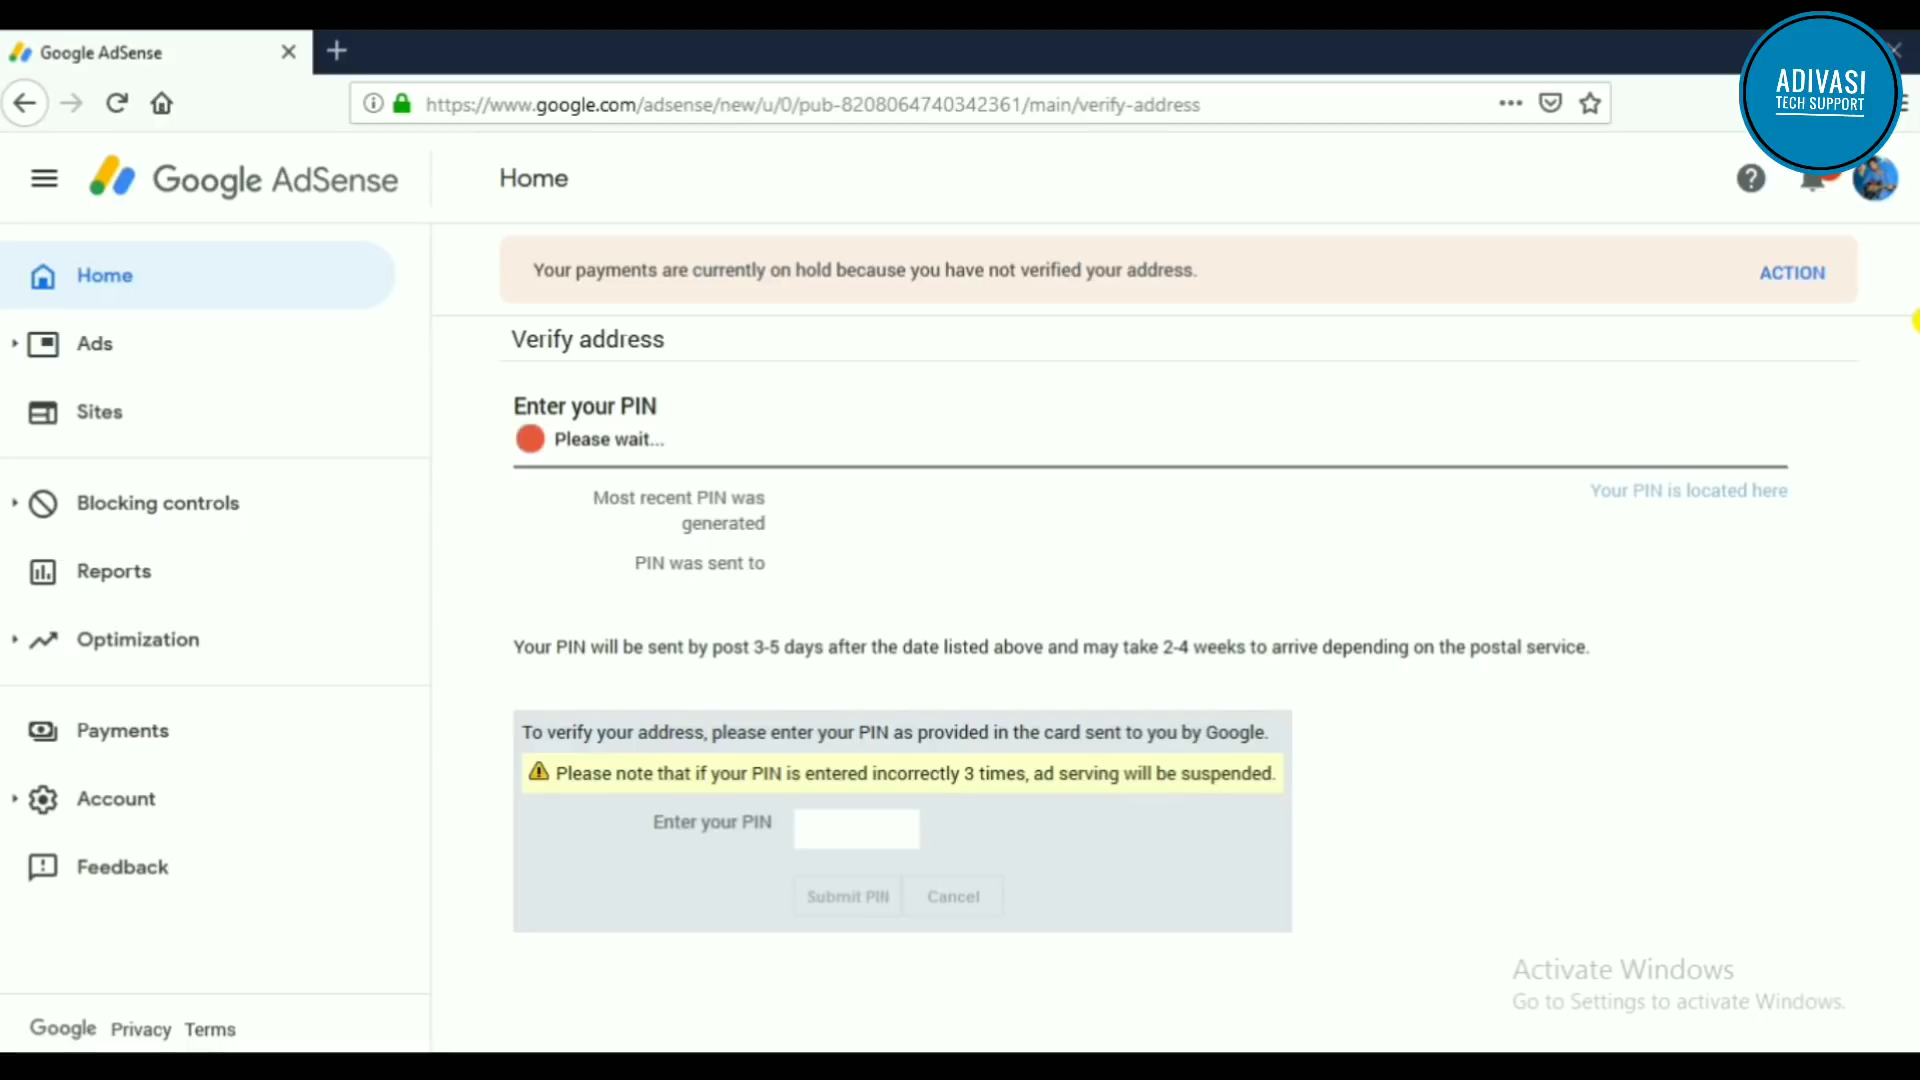 Google AdSense
ADIVASI
TECH SUPPORT
https://www.google.com/adsense/new/u/0/pub-8208064740342361/main/verify-address
Google AdSense
Home
Home
Your payments are currently on hold because you have not verified your address.
ACTION
Ads
Verify address
Sites
Enter your PIN
Please wait...
Your PIN is located here
Most recent PIN was
generated
Blocking controls
PIN was sent to
Reports
Optimization
Your PIN will be sent by post 3-5 days after the date listed above and may take 2-4 weeks to arrive depending on the postal service.
Payments
To verify your address, please enter your PIN as provided in the card sent to you by Google.
Please note that if your PIN is entered incorrectly 3 times, ad serving will be suspended.
Account
Enter your PIN
Feedback
Submit PIN
Cancel
Activate Windows
Go to Settings to activate Windows.
Google Privacy Terms